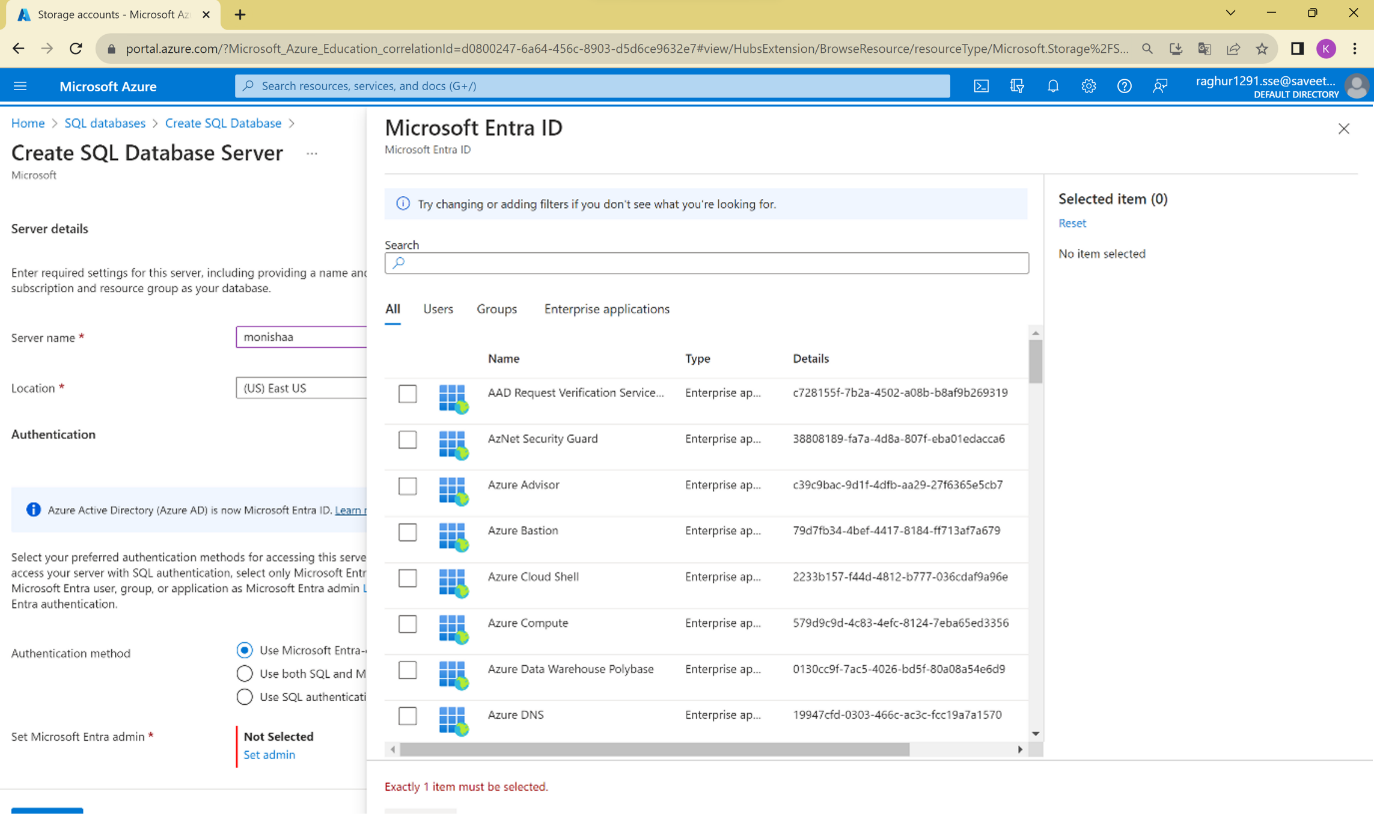 Storage accounts - Microsoft Az
portal.azure.com/?Microsoft_Azure_Education_correlationId=d0800247-6a64-456c-8903-d5d6ce9632e7#view/HubsExtension/BrowseResource/resourceType/Microsoft.Storage%2FS...
K
Microsoft Azure
Search resources, services, and docs (G+/)
raghur1291.sse@saveet...
DEFAULT DIRECTORY
Home > SQL databases > Create SQL Database >
Create SQL Database Server ...
Microsoft
Server details
Enter required settings for this server, including providing a name and
subscription and resource group as your database.
Server name *
monishaa
Location *
(US) East US
Authentication
Azure Active Directory (Azure AD) is now Microsoft Entra ID. Learn
Select your preferred authentication methods for accessing this serve
access your server with SQL authentication, select only Microsoft Entr
Microsoft Entra user, group, or application as Microsoft Entra admin L
Entra authentication.
Authentication method
Use Microsoft Entra-
Use both SQL and M
Use SQL authenticati
Set Microsoft Entra admin *
Not Selected
Set admin
Microsoft Entra ID
Microsoft Entra ID
Try changing or adding filters if you don't see what you're looking for.
Search
All Users Groups Enterprise applications
Name Type Details
AAD Request Verification Service... Enterprise ap... c728155f-7b2a-4502-a08b-b8af9b269319
AzNet Security Guard Enterprise ap... 38808189-fa7a-4d8a-807f-eba01edacca6
Azure Advisor Enterprise ap... c39c9bac-9d1f-4dfb-aa29-27f6365e5cb7
Azure Bastion Enterprise ap... 79d7fb34-4bef-4417-8184-ff713af7a679
Azure Cloud Shell Enterprise ap... 2233b157-f44d-4812-b777-036cdaf9a96e
Azure Compute Enterprise ap... 579d9c9d-4c83-4efc-8124-7eba65ed3356
Azure Data Warehouse Polybase Enterprise ap... 0130cc9f-7ac5-4026-bd5f-80a08a54e6d9
Azure DNS Enterprise ap... 19947cfd-0303-466c-ac3c-fcc19a7a1570
Exactly 1 item must be selected.
Selected item (0)
Reset
No item selected